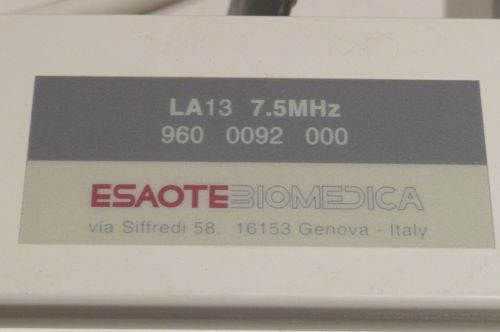 LA13 7.5MHz
960 0092 000
ESAOTE BIOMEDICA
via Siffredi 58. 16153 Genova - Italy